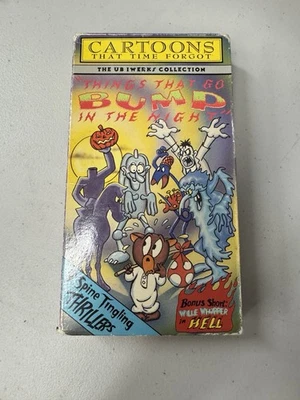 CARTOONS
THAT TIME FORGOT
THE UB IWERKS COLLECTION
"THINGS THAT GO
BUMP
IN THE NIGHT"
Spine Tingling
THRILLERS
BONUS SHORT:
WILLIE WHOPPER
in HELL